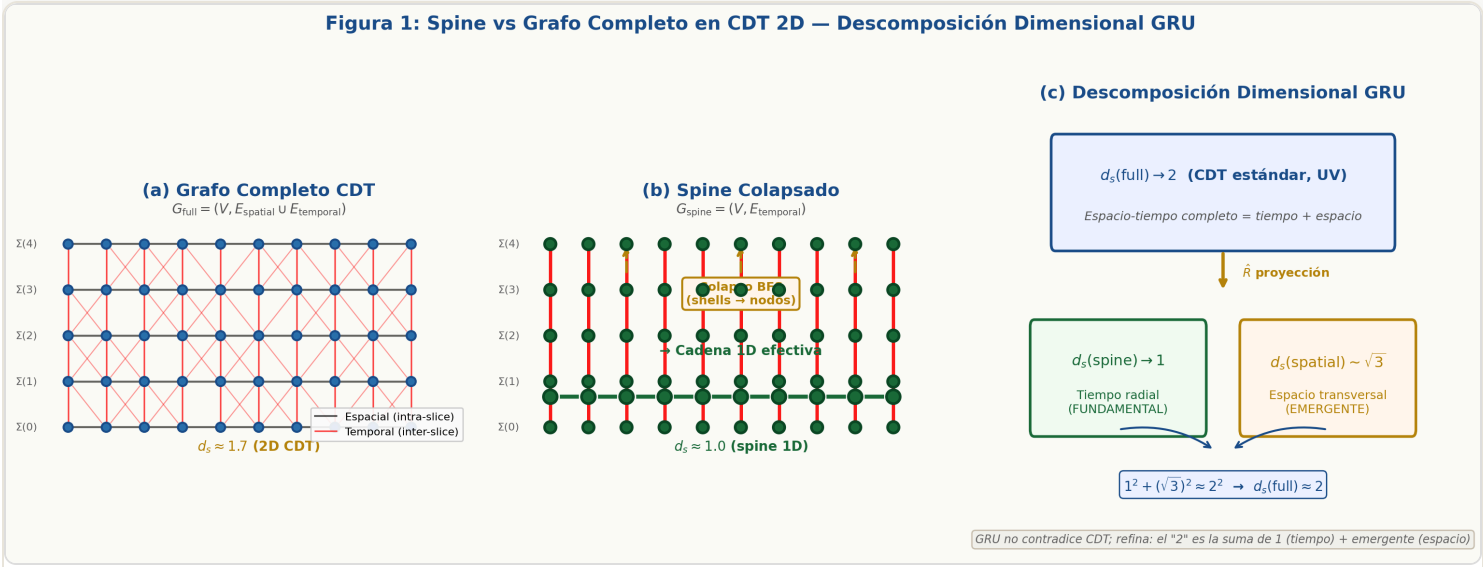 Figura 1: Spine vs Grafo Completo en CDT 2D — Descomposición Dimensional GRU
(a) Grafo Completo CDT
G_full = (V, E_spatial ∪ E_temporal)
Σ(4)
Σ(3)
Σ(2)
Σ(1)
Σ(0)
Espacial (intra-slice)
Temporal (inter-slice)
d_s ≈ 1.7 (2D CDT)
(b) Spine Colapsado
G_spine = (V, E_temporal)
Σ(4)
Σ(3)
Σ(2)
Σ(1)
Σ(0)
(shells → nodos)
→ Cadena 1D efectiva
d_s ≈ 1.0 (spine 1D)
(c) Descomposición Dimensional GRU
d_s(full) → 2 (CDT estándar, UV)
Espacio-tiempo completo = tiempo + espacio
R̂ proyección
d_s(spine) → 1
Tiempo radial
(FUNDAMENTAL)
d_s(spatial) ~ √3
Espacio transversal
(EMERGENTE)
1² + (√3)² ≈ 2² → d_s(full) ≈ 2
GRU no contradice CDT; refina: el "2" es la suma de 1 (tiempo) + emergente (espacio)